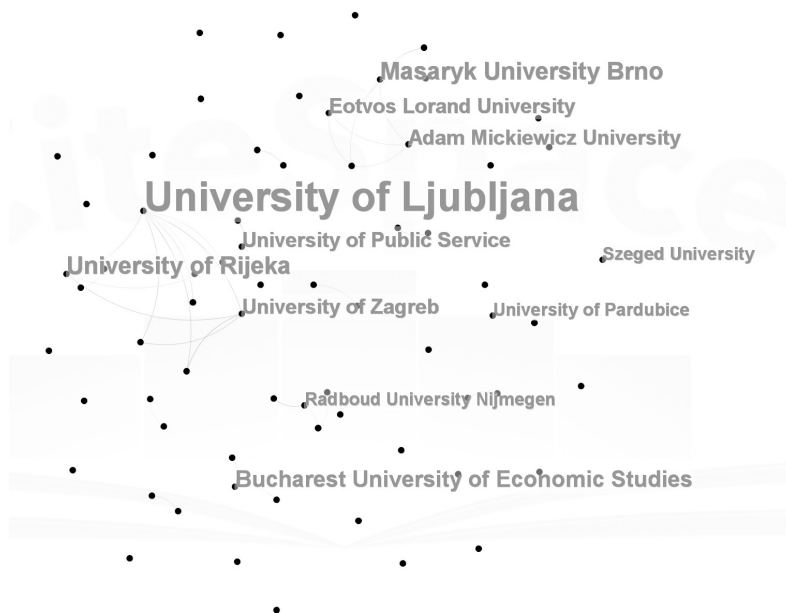 Masaryk University Brno
Eotvos Lorand University
Adam Mickiewicz University
University of Ljubljana
University of Public Service
Szeged University
University of Rijeka
University of Zagreb
University of Pardubice
Radboud University Nijmegen
Bucharest University of Economic Studies